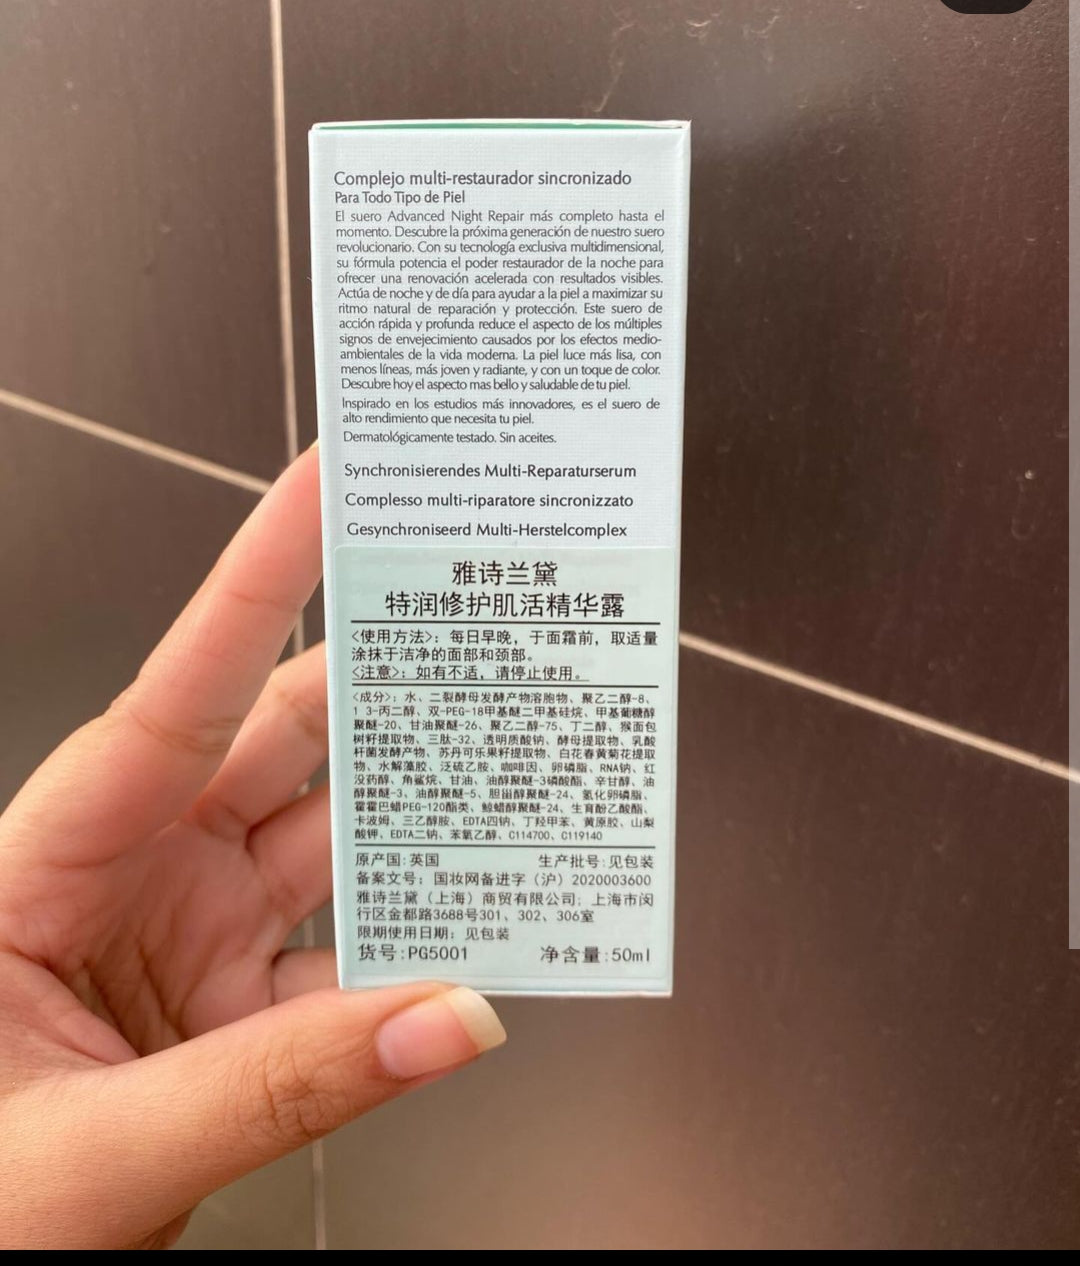 Complejo multi-restaurador sincronizado
Para Todo Tipo de Piel
El suero Advanced Night Repair más completo hasta el
momento. Descubre la próxima generación de nuestro suero
revolucionario. Con su tecnología exclusiva multidimensional,
su fórmula potencia el poder restaurador de la noche para
ofrecer una renovación acelerada con resultados visibles.
Actúa de noche y de día para ayudar a la piel a maximizar su
ritmo natural de reparación y protección. Este suero de
acción rápida y profunda reduce el aspecto de los múltiples
signos de envejecimiento causados por los efectos medio-
ambientales de la vida moderna. La piel luce más lisa, con
menos líneas, más joven y radiante, y con un toque de color.
Descubre hoy el aspecto mas bello y saludable de tu piel.
Inspirado en los estudios más innovadores, es el suero de
alto rendimiento que necesita tu piel.
Dermatológicamente testado. Sin aceites.
Synchronisierendes Multi-Reparaturserum
Complesso multi-riparatore sincronizzato
Gesynchroniseerd Multi-Herstelcomplex
雅诗兰黛
特润修护肌活精华露
<使用方法>：每日早晚，于面霜前，取适量
涂抹于洁净的面部和颈部。
<注意>：如有不适，请停止使用。
<成分>：水、二裂酵母发酵产物溶胞物、聚乙二醇-8、
1 3-丙二醇、双-PEG-18甲基醚二甲基硅烷、甲基葡糖醇
聚醚-20、甘油聚醚-26、聚乙二醇-75、丁二醇、猴面包
树籽提取物、三肽-32、透明质酸钠、酵母提取物、乳酸
杆菌发酵产物、苏丹可乐果籽提取物、白花春黄菊花提取
物、水解藻胶、泛硫乙胺、咖啡因、卵磷脂、RNA钠、红
没药醇、角鲨烷、甘油、油醇聚醚-3磷酸酯、辛甘醇、油
醇聚醚-3、油醇聚醚-5、胆甾醇聚醚-24、氢化卵磷脂、
霍霍巴蜡PEG-120酯类、鲸蜡醇聚醚-24、生育酚乙酸酯、
卡波姆、三乙醇胺、EDTA四钠、丁羟甲苯、黄原胶、山梨
酸钾、EDTA二钠、苯氧乙醇、CI14700、CI19140
原产国:英国 生产批号:见包装
备案文号：国妆网备进字（沪）2020003600
雅诗兰黛（上海）商贸有限公司；上海市闵
行区金都路3688号301、302、306室
限期使用日期：见包装
货号:PG5001 净含量:50ml